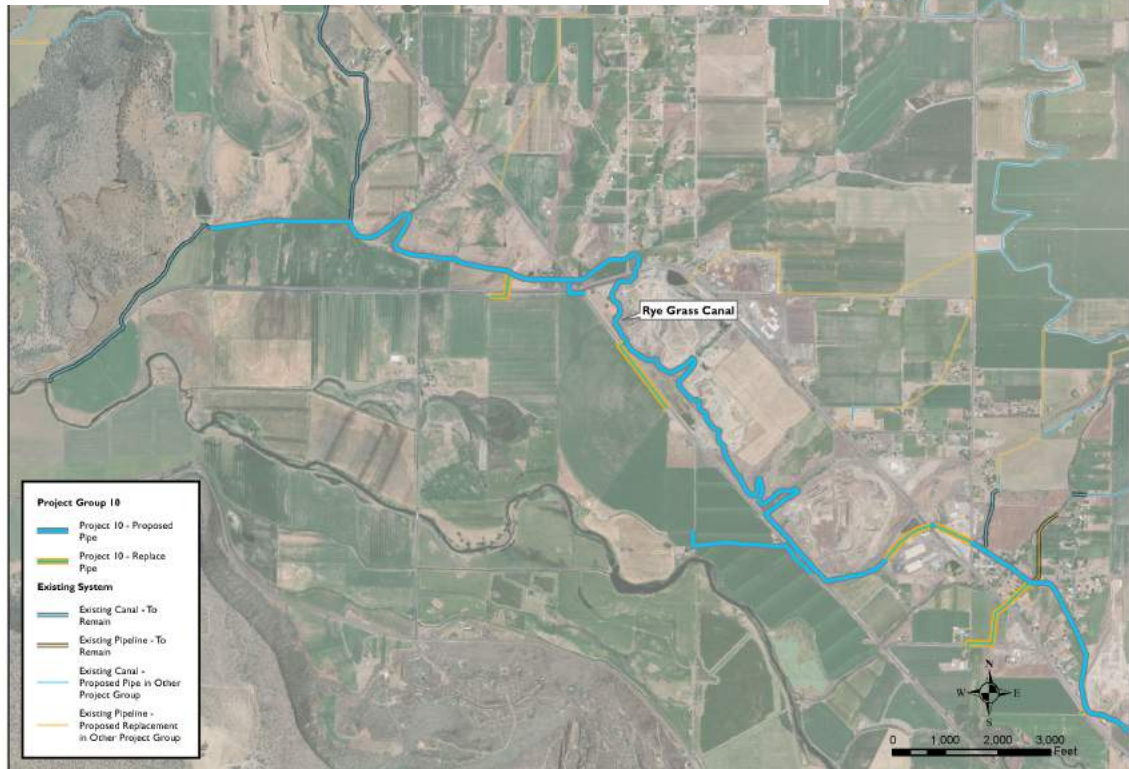 Rye Grass Canal
Project Group 10
Project 10 - Proposed
Pipe
Project 10 - Replace
Pipe
Existing System
Existing Canal - To
Remain
Existing Pipeline - To
Remain
Existing Canal -
Proposed Pipe in Other
Project Group
Existing Pipeline -
Proposed Replacement
in Other Project Group
N
W E
S
0 1,000 2,000 3,000
Feet